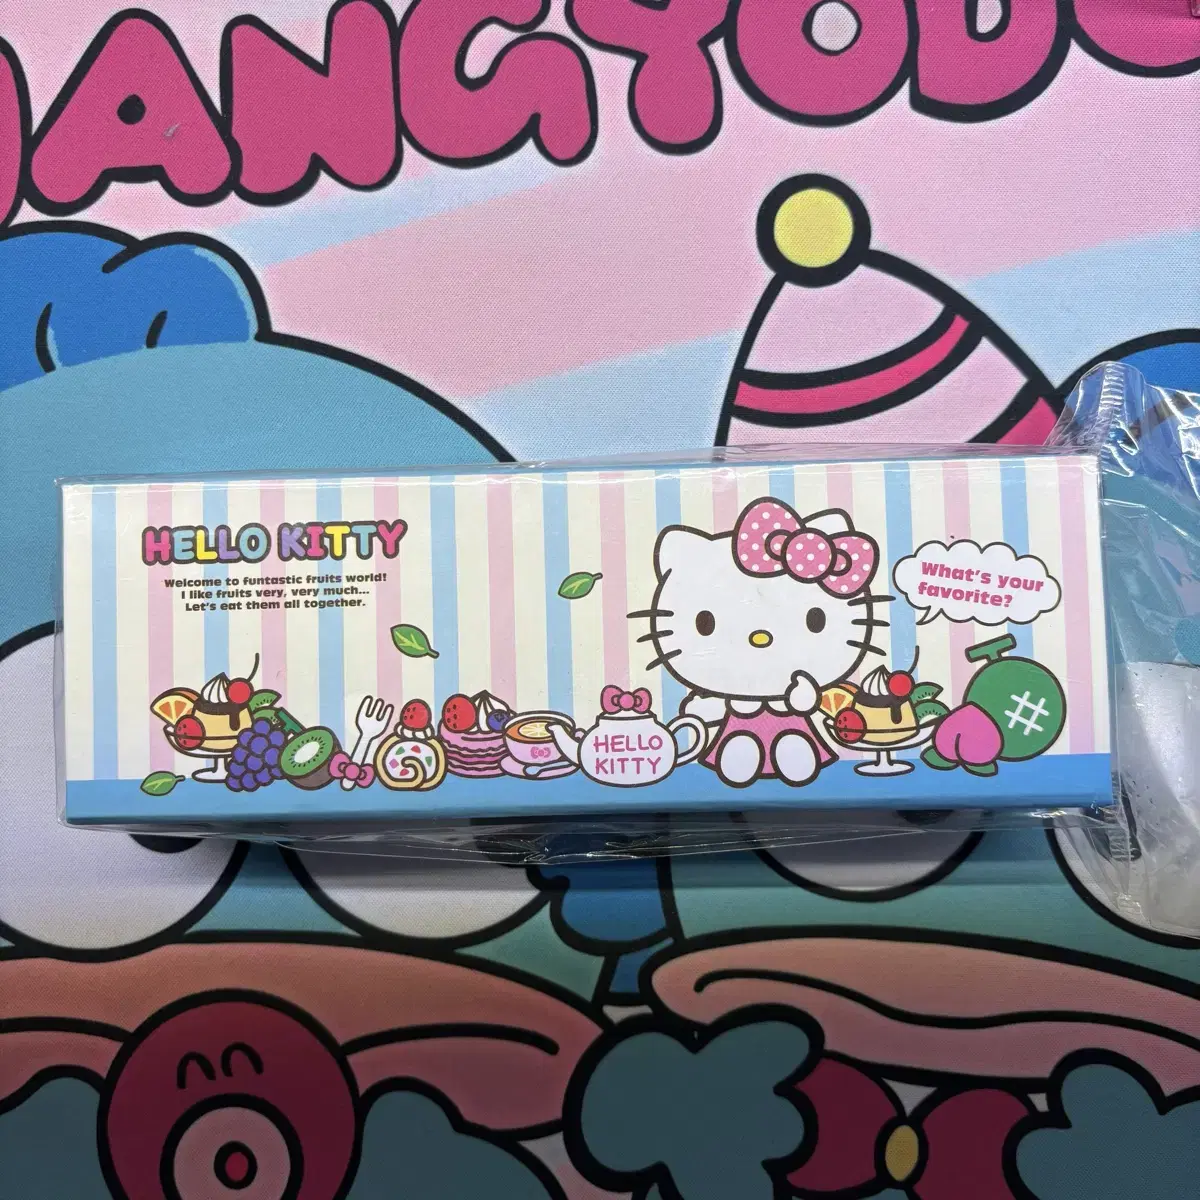 HANGYODO
HELLO KITTY
Welcome to funtastic fruits world!
I like fruits very, very much...
Let's eat them all together.
What's your
favorite?
HELLO
KITTY